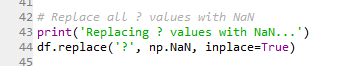 41
42 # Replace all ? values with NaN
43 print('Replacing ? values with NaN...')
44 df.replace('?', np.NaN, inplace=True)
45